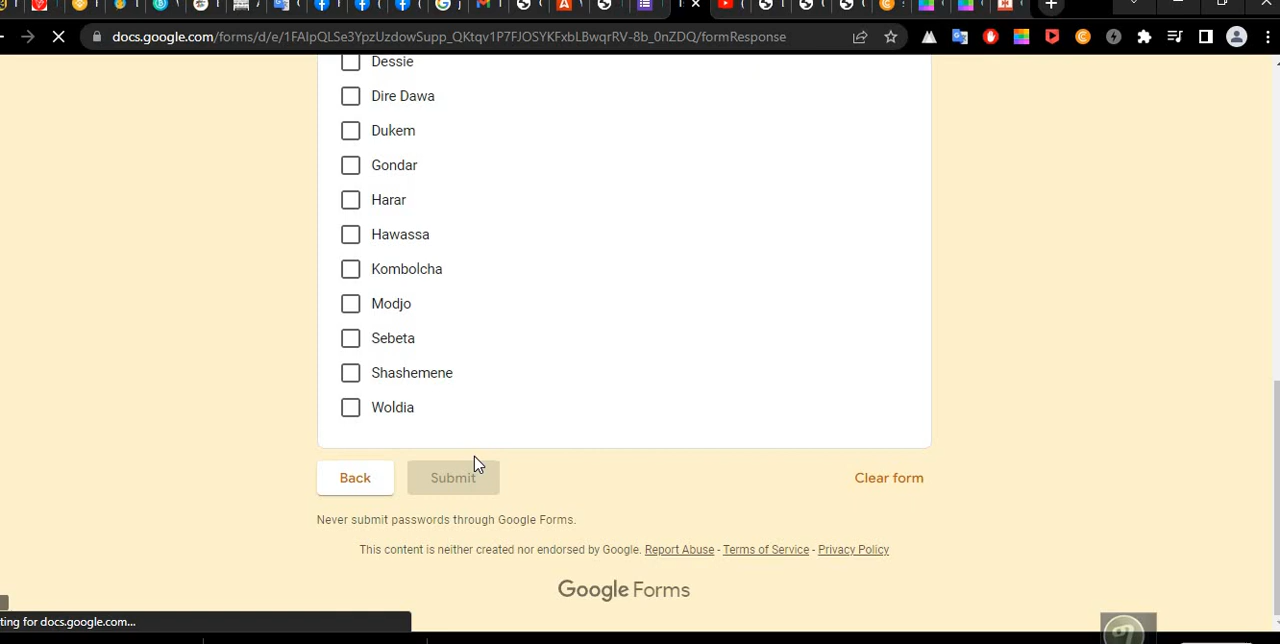 docs.google.com/forms/d/e/1FAIpQLSe3YpzUzdowSupp_QKtqv1P7FJOSYKFxbLBwqrRV-8b_0nZDQ/formResponse
Dessie
Dire Dawa
Dukem
Gondar
Harar
Hawassa
Kombolcha
Modjo
Sebeta
Shashemene
Woldia
Back
Submit
Clear form
Never submit passwords through Google Forms.
This content is neither created nor endorsed by Google. Report Abuse - Terms of Service - Privacy Policy
Google Forms
ting for docs.google.com...